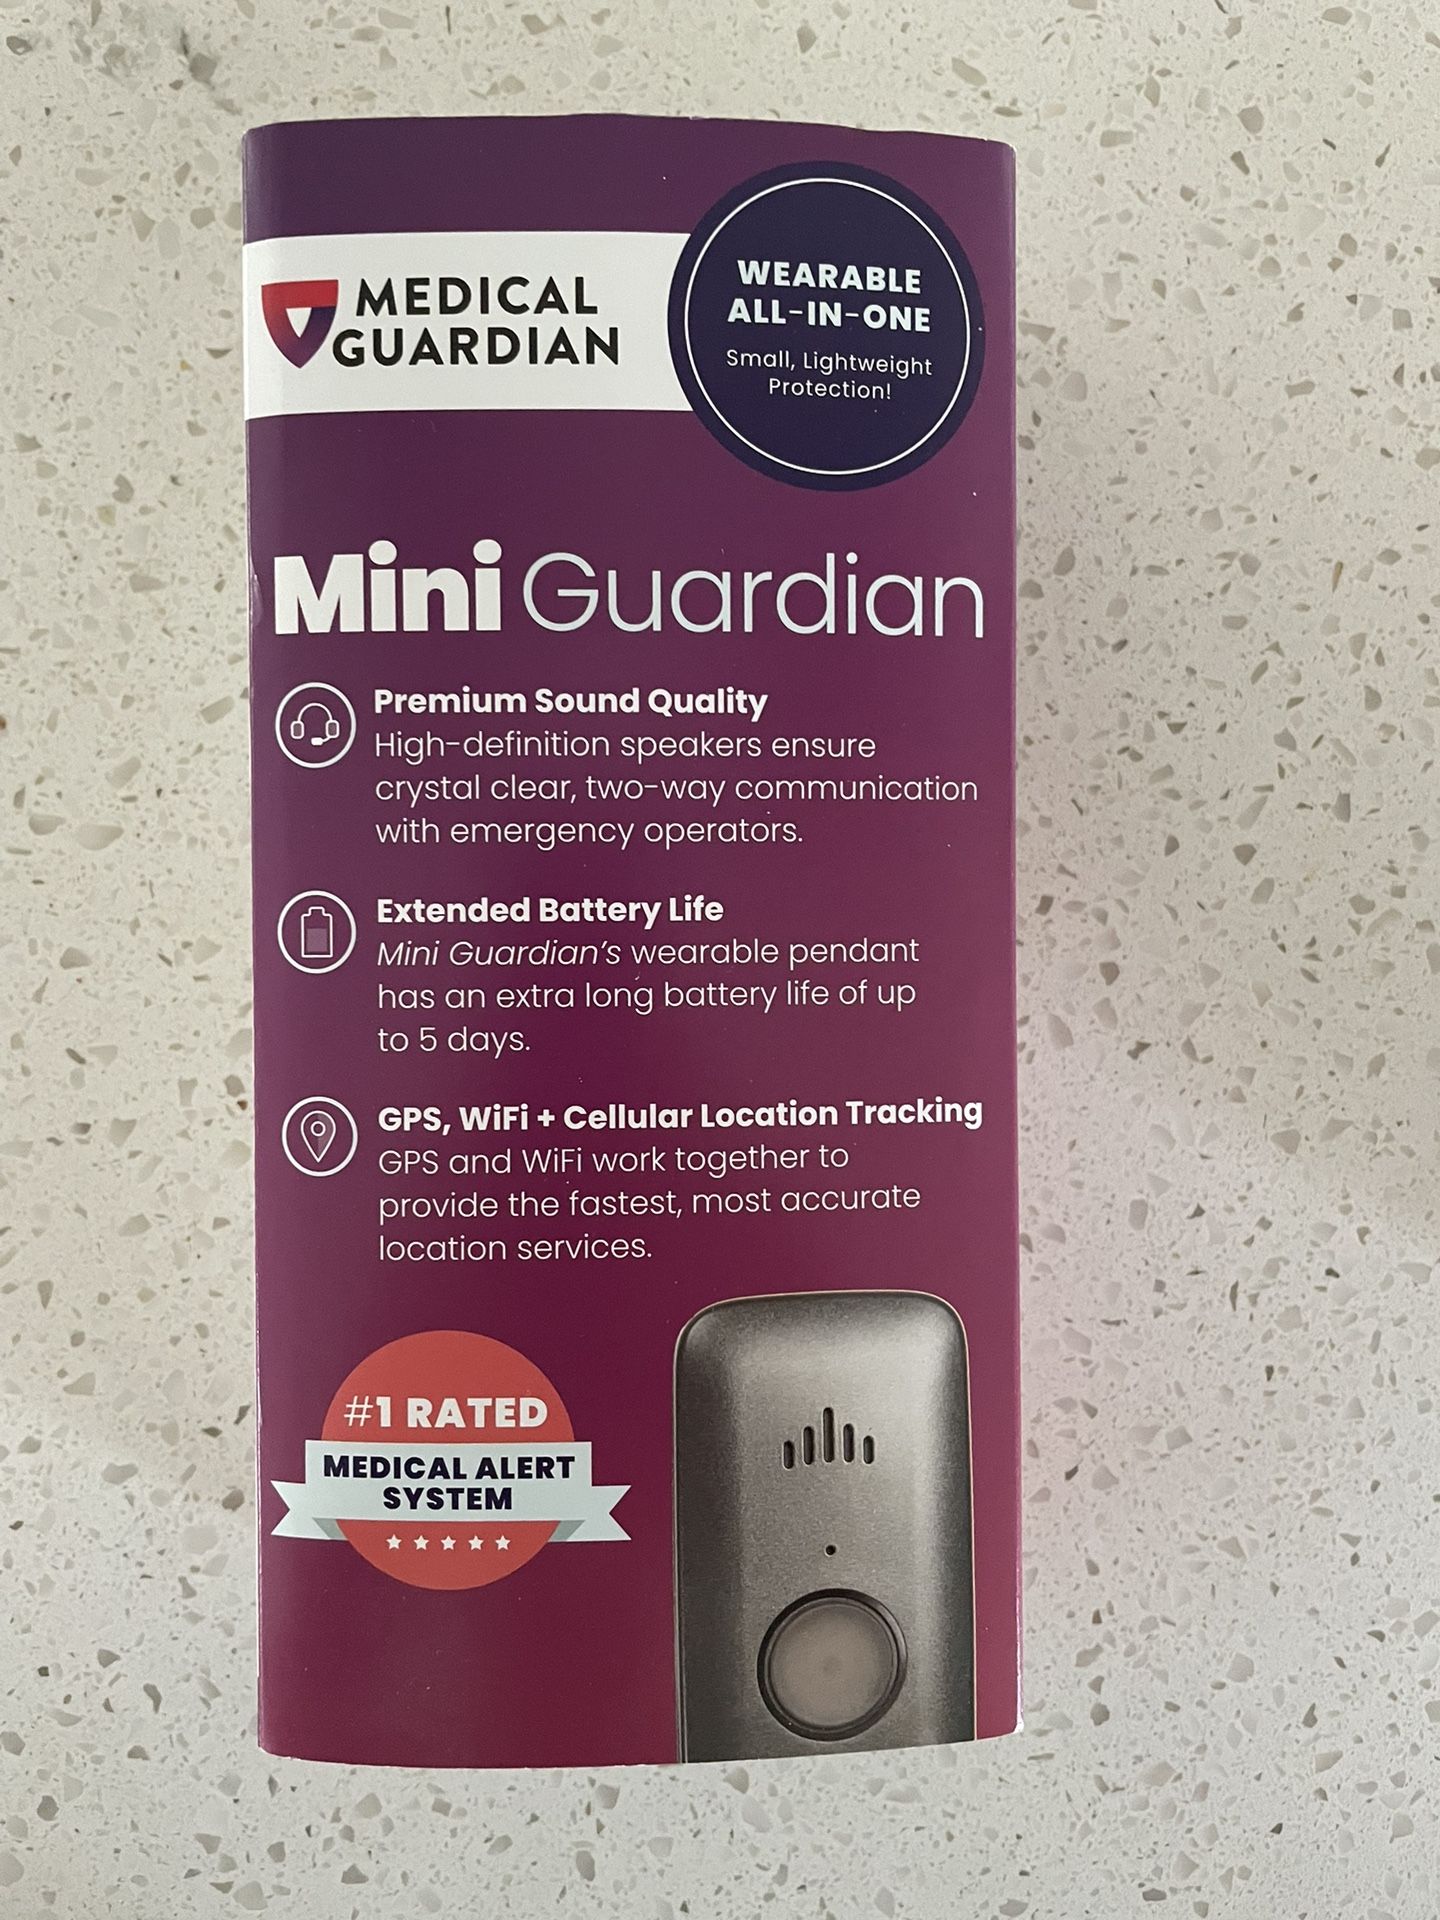 MEDICAL
GUARDIAN
WEARABLE
ALL-IN-ONE
Small, Lightweight
Protection!
Mini Guardian
Premium Sound Quality
High-definition speakers ensure
crystal clear, two-way communication
with emergency operators.
Extended Battery Life
Mini Guardian's wearable pendant
has an extra long battery life of up
to 5 days.
GPS, WiFi + Cellular Location Tracking
GPS and WiFi work together to
provide the fastest, most accurate
location services.
#1 RATED
MEDICAL ALERT
SYSTEM